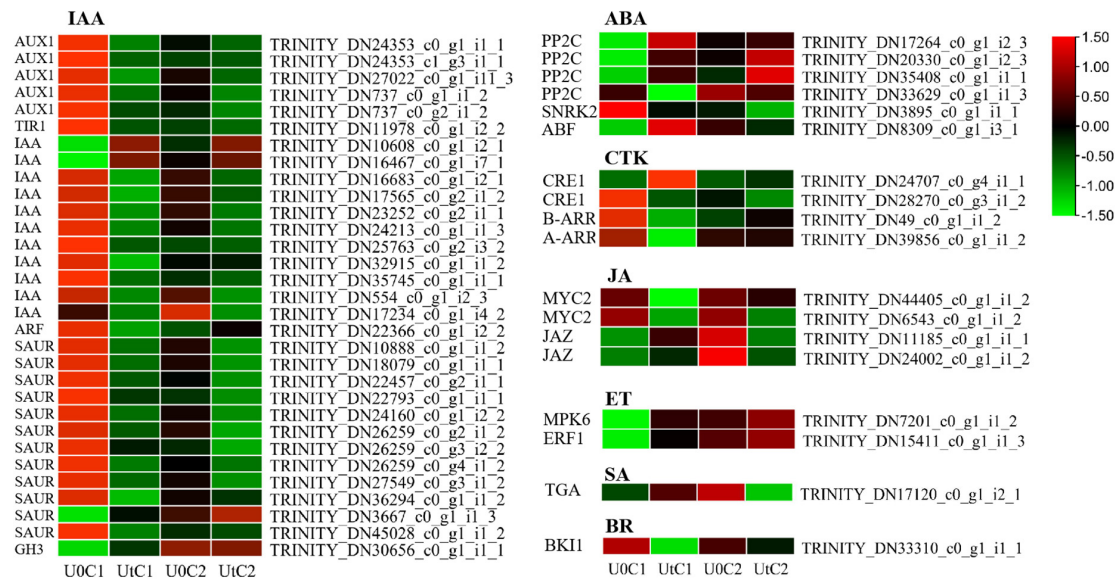 IAA
AUX1 TRINITY_DN24353_c0_g1_i1_1
AUX1 TRINITY_DN24353_c1_g3_i1_1
AUX1 TRINITY_DN27022_c0_g1_i11_3
AUX1 TRINITY_DN737_c0_g1_i1_2
AUX1 TRINITY_DN737_c0_g2_i1_2
TIR1 TRINITY_DN11978_c0_g1_i2_2
IAA TRINITY_DN10608_c0_g1_i2_1
IAA TRINITY_DN16467_c0_g1_i7_1
IAA TRINITY_DN16683_c0_g1_i2_1
IAA TRINITY_DN17565_c0_g2_i1_2
IAA TRINITY_DN23252_c0_g2_i1_1
IAA TRINITY_DN24213_c0_g1_i1_3
IAA TRINITY_DN25763_c0_g2_i3_2
IAA TRINITY_DN32915_c0_g1_i1_2
IAA TRINITY_DN35745_c0_g1_i1_1
IAA TRINITY_DN554_c0_g1_i2_3
IAA TRINITY_DN17234_c0_g1_i4_2
ARF TRINITY_DN22366_c0_g1_i2_2
SAUR TRINITY_DN10888_c0_g1_i1_2
SAUR TRINITY_DN18079_c0_g1_i1_1
SAUR TRINITY_DN22457_c0_g2_i1_1
SAUR TRINITY_DN22793_c0_g1_i1_1
SAUR TRINITY_DN24160_c0_g1_i2_2
SAUR TRINITY_DN26259_c0_g2_i1_2
SAUR TRINITY_DN26259_c0_g3_i2_2
SAUR TRINITY_DN26259_c0_g4_i1_2
SAUR TRINITY_DN27549_c0_g3_i1_2
SAUR TRINITY_DN36294_c0_g1_i1_2
SAUR TRINITY_DN3667_c0_g1_i1_3
SAUR TRINITY_DN45028_c0_g1_i1_2
GH3 TRINITY_DN30656_c0_g1_i1_1
U0C1 UtC1 U0C2 UtC2
ABA
PP2C TRINITY_DN17264_c0_g1_i2_3
PP2C TRINITY_DN20330_c0_g1_i2_3
PP2C TRINITY_DN35408_c0_g1_i1_1
PP2C TRINITY_DN33629_c0_g1_i1_3
SNRK2 TRINITY_DN3895_c0_g1_i1_1
ABF TRINITY_DN8309_c0_g1_i3_1
CTK
CRE1 TRINITY_DN24707_c0_g4_i1_1
CRE1 TRINITY_DN28270_c0_g3_i1_2
B-ARR TRINITY_DN49_c0_g1_i1_2
A-ARR TRINITY_DN39856_c0_g1_i1_2
JA
MYC2 TRINITY_DN44405_c0_g1_i1_2
MYC2 TRINITY_DN6543_c0_g1_i1_2
JAZ TRINITY_DN11185_c0_g1_i1_1
JAZ TRINITY_DN24002_c0_g1_i1_2
ET
MPK6 TRINITY_DN7201_c0_g1_i1_2
ERF1 TRINITY_DN15411_c0_g1_i1_3
SA
TGA TRINITY_DN17120_c0_g1_i2_1
BR
BKI1 TRINITY_DN33310_c0_g1_i1_1
U0C1 UtC1 U0C2 UtC2
1.50
1.00
0.50
0.00
-0.50
-1.00
-1.50